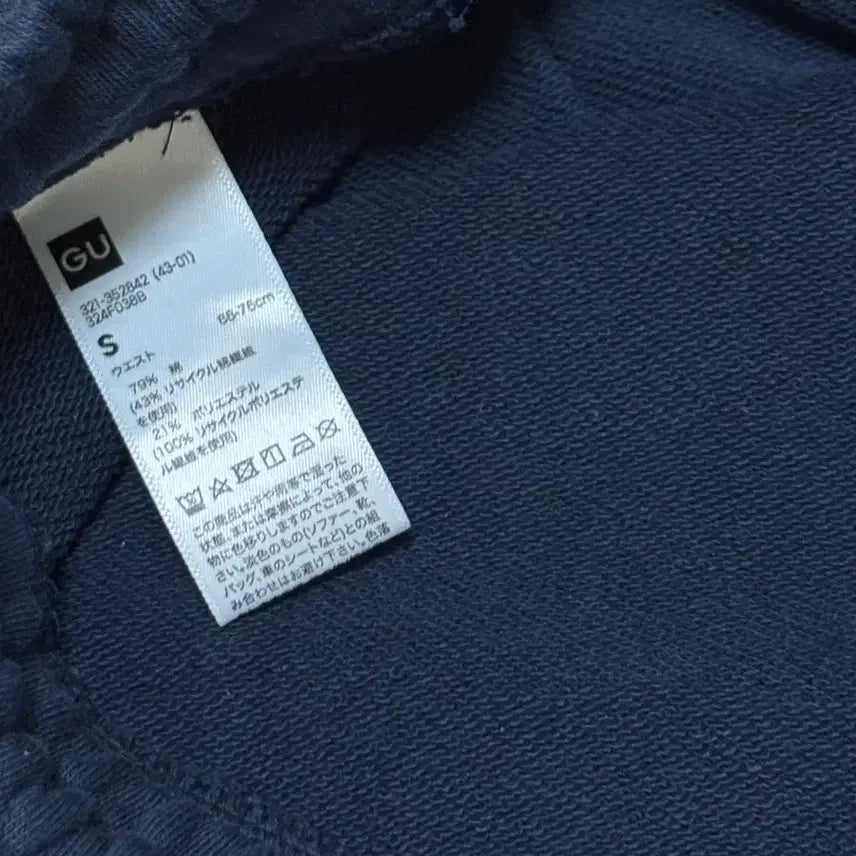 GU
321-352842 (43-01)
324F038B
S
ウエスト 68-76cm
79% 綿
(43% リサイクル綿繊維
を使用)
21% ポリエステル
(100% リサイクルポリエステ
ル繊維を使用)
この商品は汗や雨等で湿った
状態、または摩擦によって、他の
物に色移りしますのでご注意下
さい。淡色のもの(ソファー、靴、
バッグ、車のシートなど)との組
み合わせはお避け下さい。色落